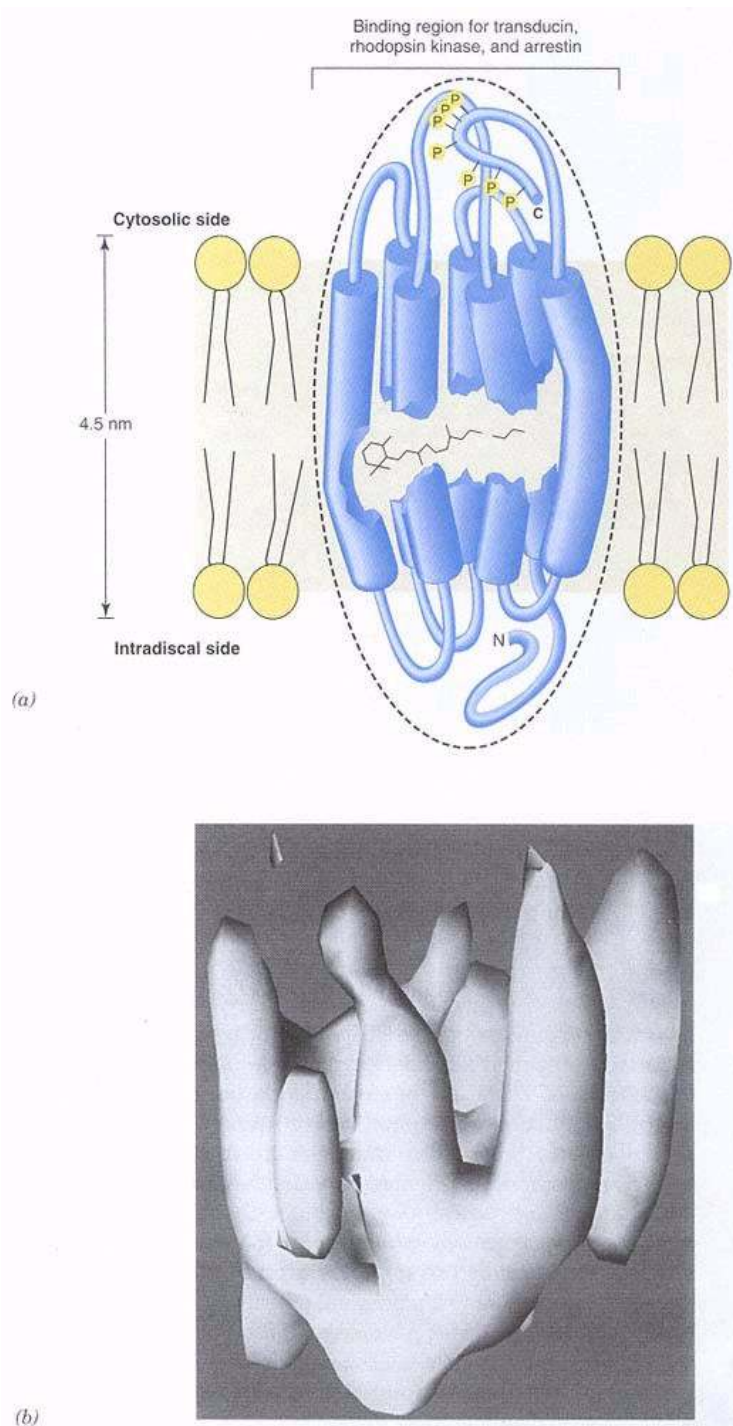 Binding region for transducin,
rhodopsin kinase, and arrestin
P
P
P
P
P
P
P
C
Cytosolic side
4.5 nm
N
Intradiscal side
(a)
(b)